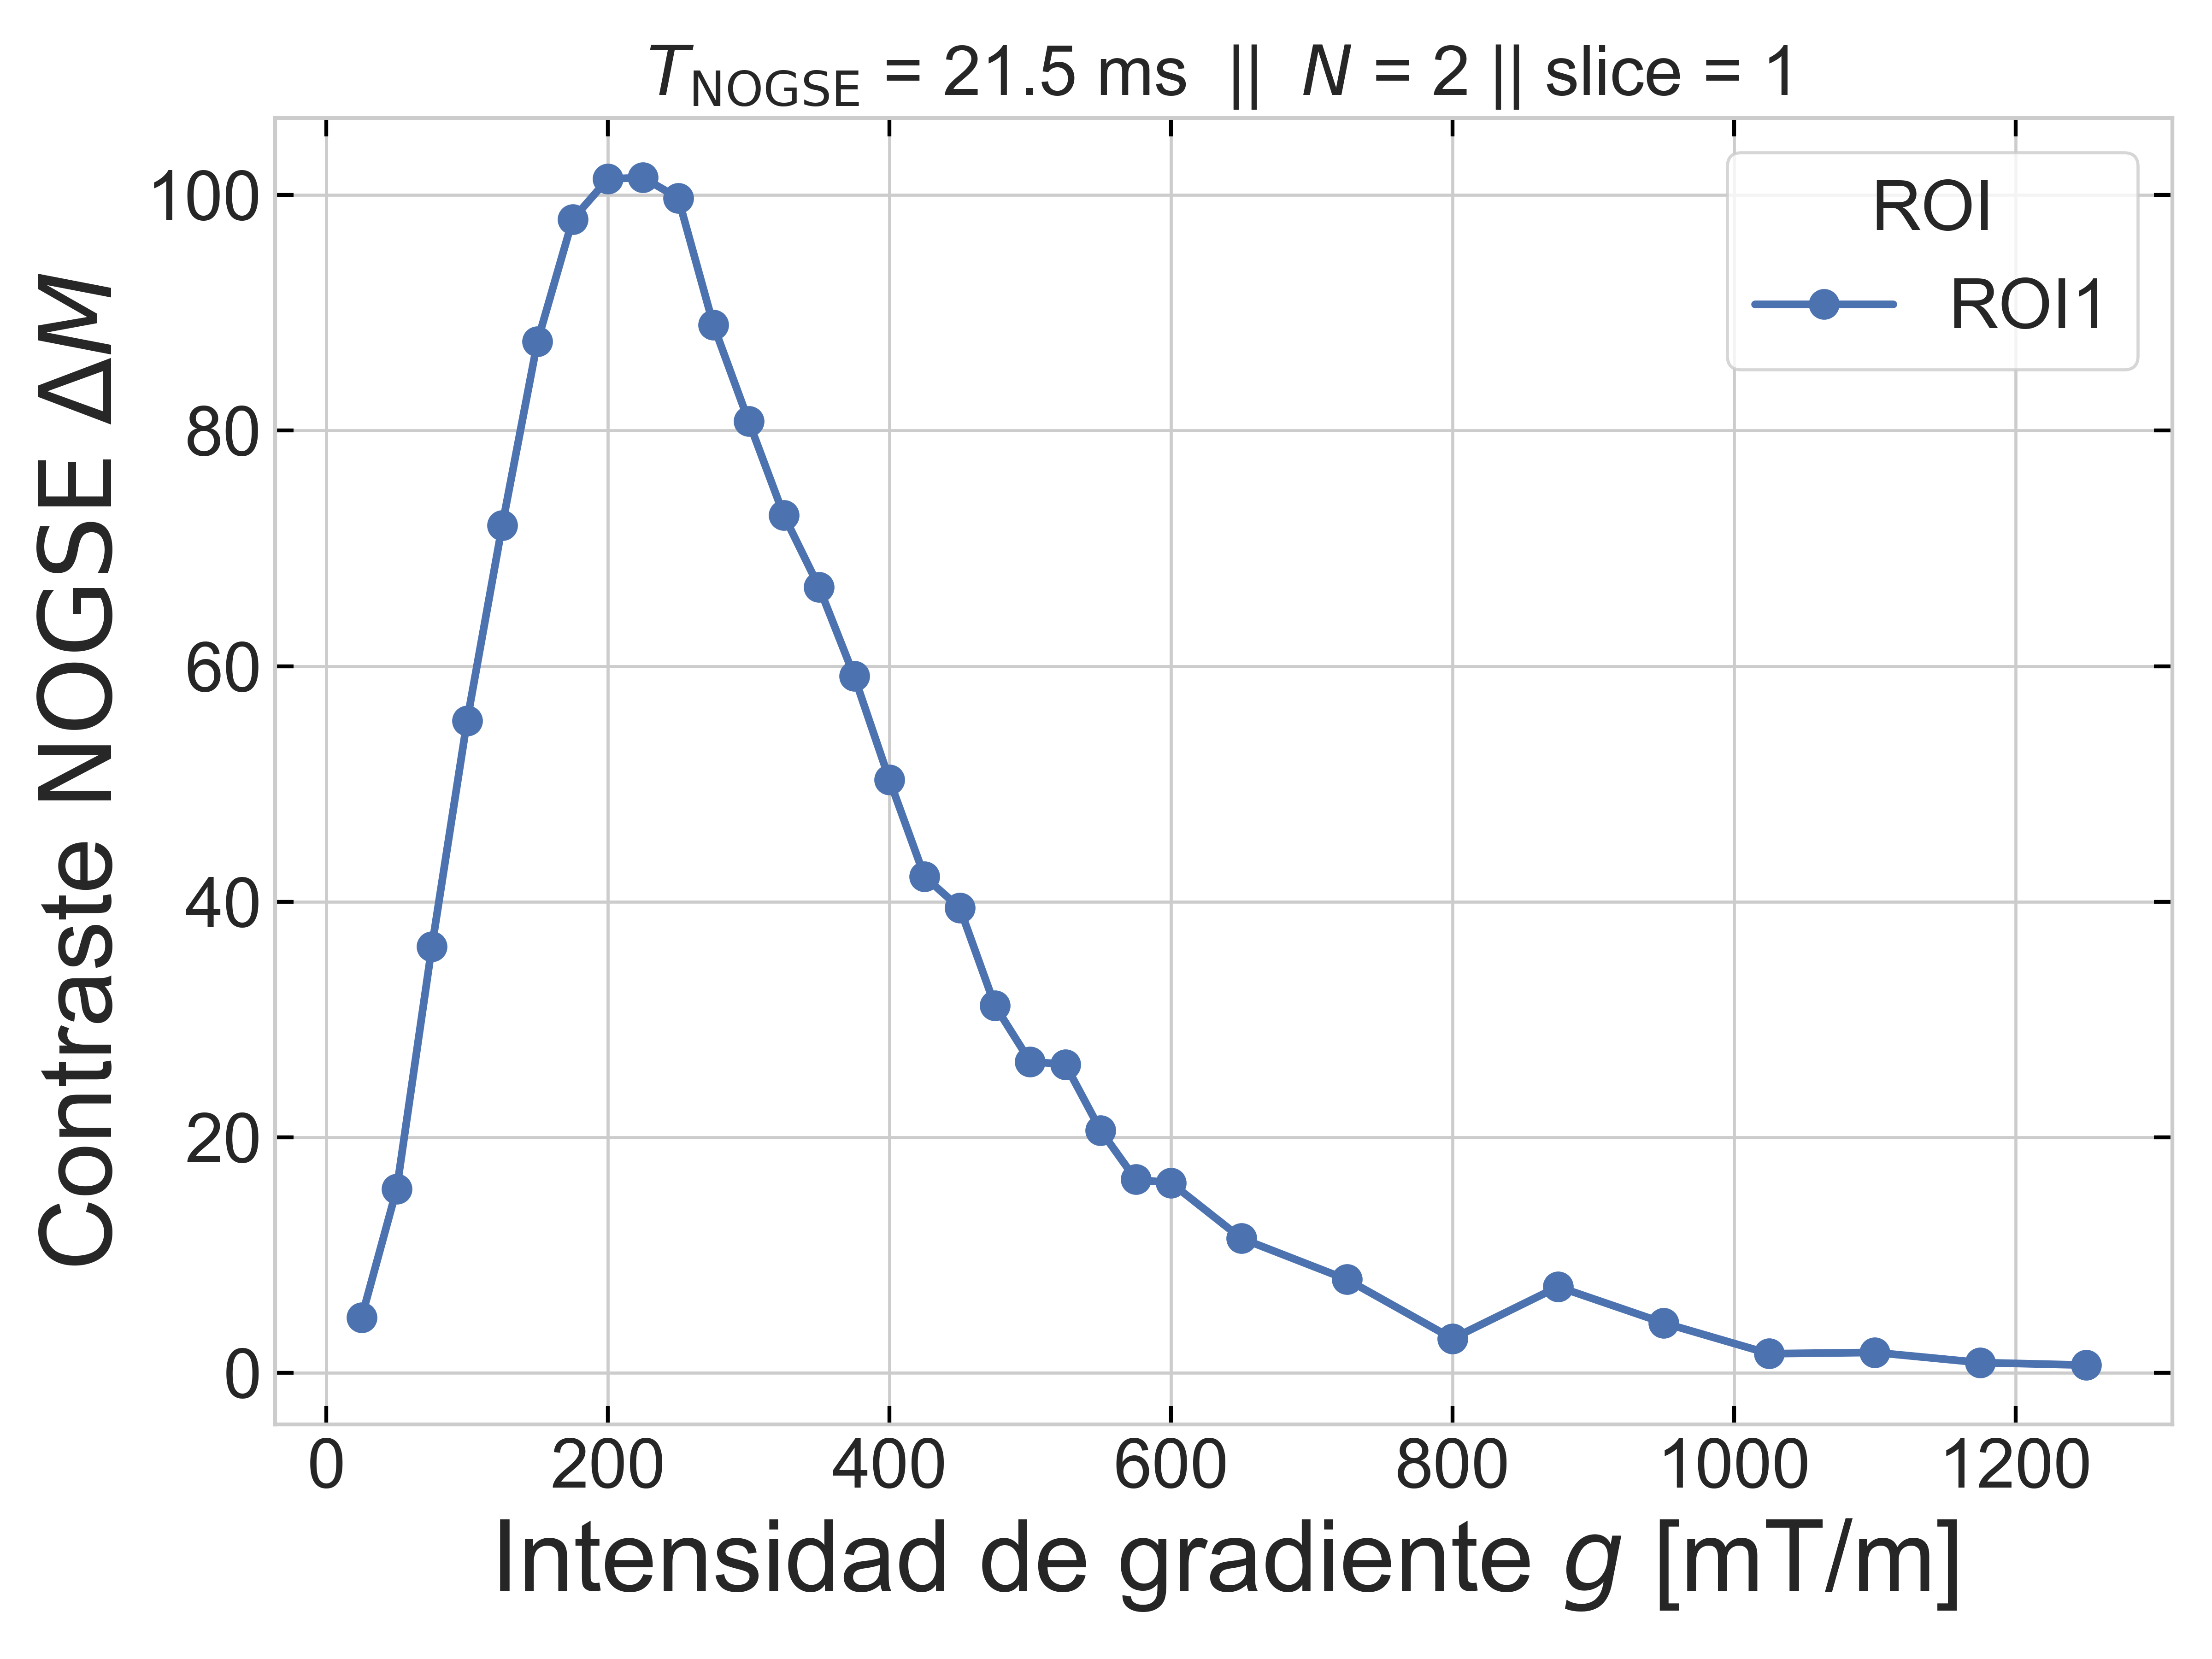 T_NOGSE = 21.5 ms || N = 2 || slice = 1
Contraste NOGSE ΔM
100
80
60
40
20
0
ROI
ROI1
0 200 400 600 800 1000 1200
Intensidad de gradiente g [mT/m]